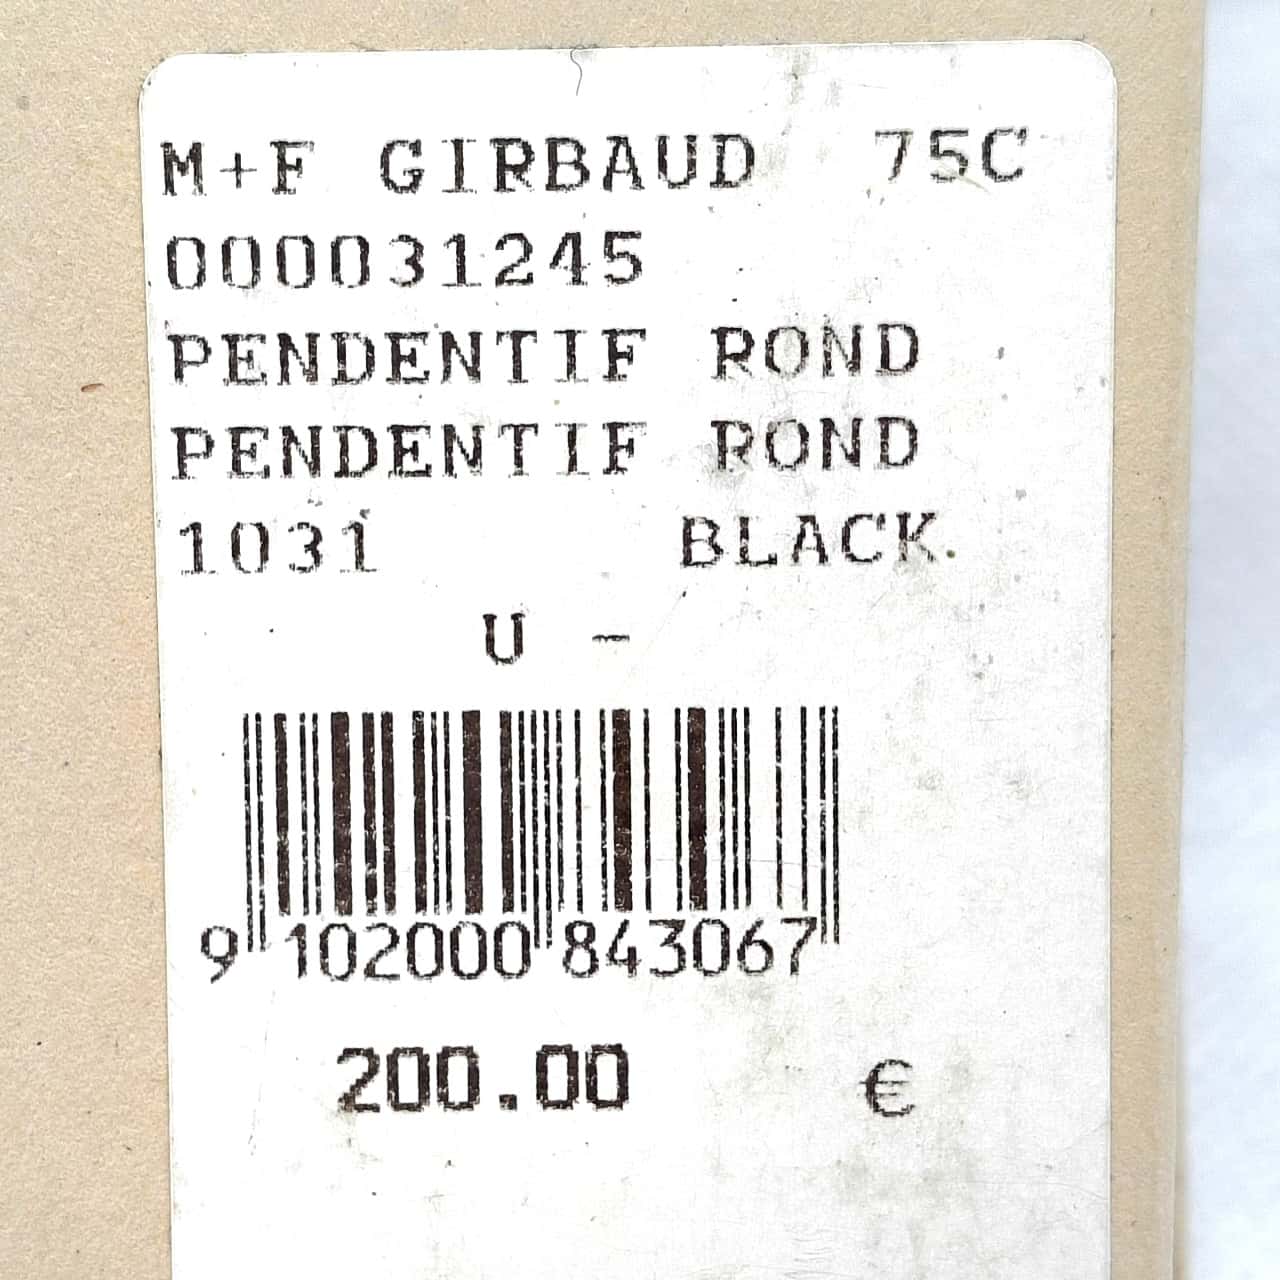 M+F GIRBAUD 75C
000031245
PENDENTIF ROND
PENDENTIF ROND
1031 BLACK
U -
9 102000 843067
200.00 €